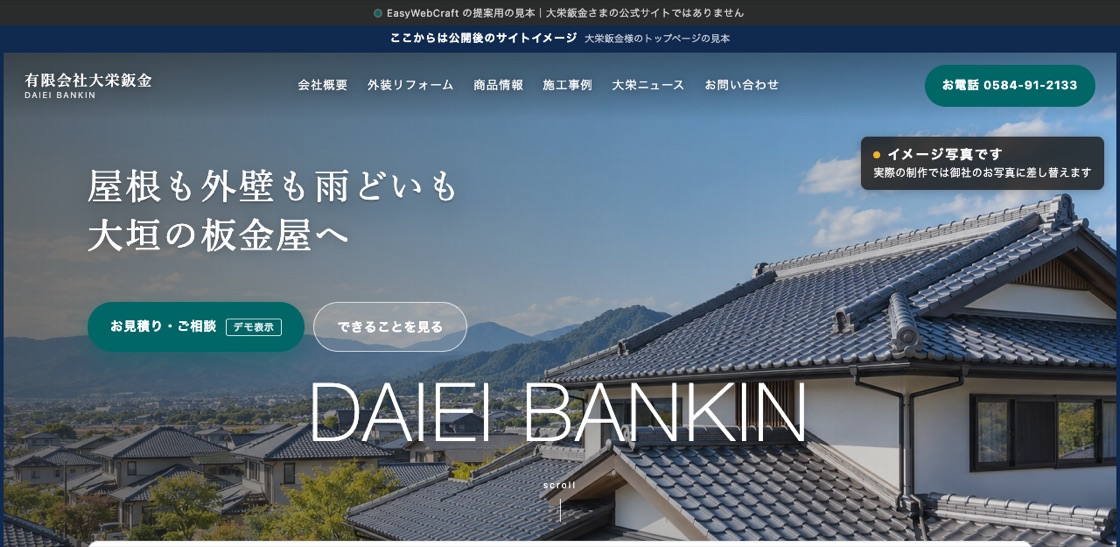 EasyWebCraft の提案用の見本｜大栄鈑金さまの公式サイトではありません
ここからは公開後のサイトイメージ 大栄鈑金様のトップページの見本
有限会社大栄鈑金
DAIEI BANKIN
会社概要 外装リフォーム 商品情報 施工事例 大栄ニュース お問い合わせ
お電話 0584-91-2133
イメージ写真です
実際の制作では御社のお写真に差し替えます
屋根も外壁も雨どいも
大垣の板金屋へ
お見積り・ご相談 デモ表示
できることを見る
DAIEI BANKIN
scroll